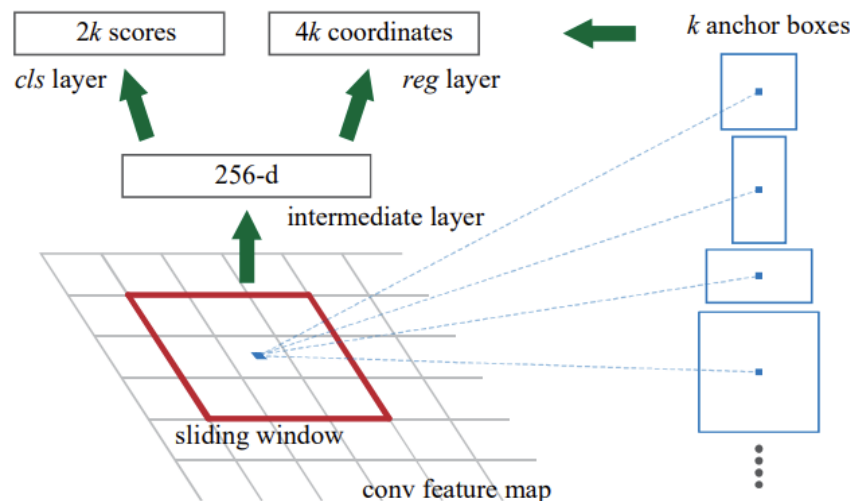 2k scores
4k coordinates
k anchor boxes
cls layer
reg layer
256-d
intermediate layer
sliding window
conv feature map